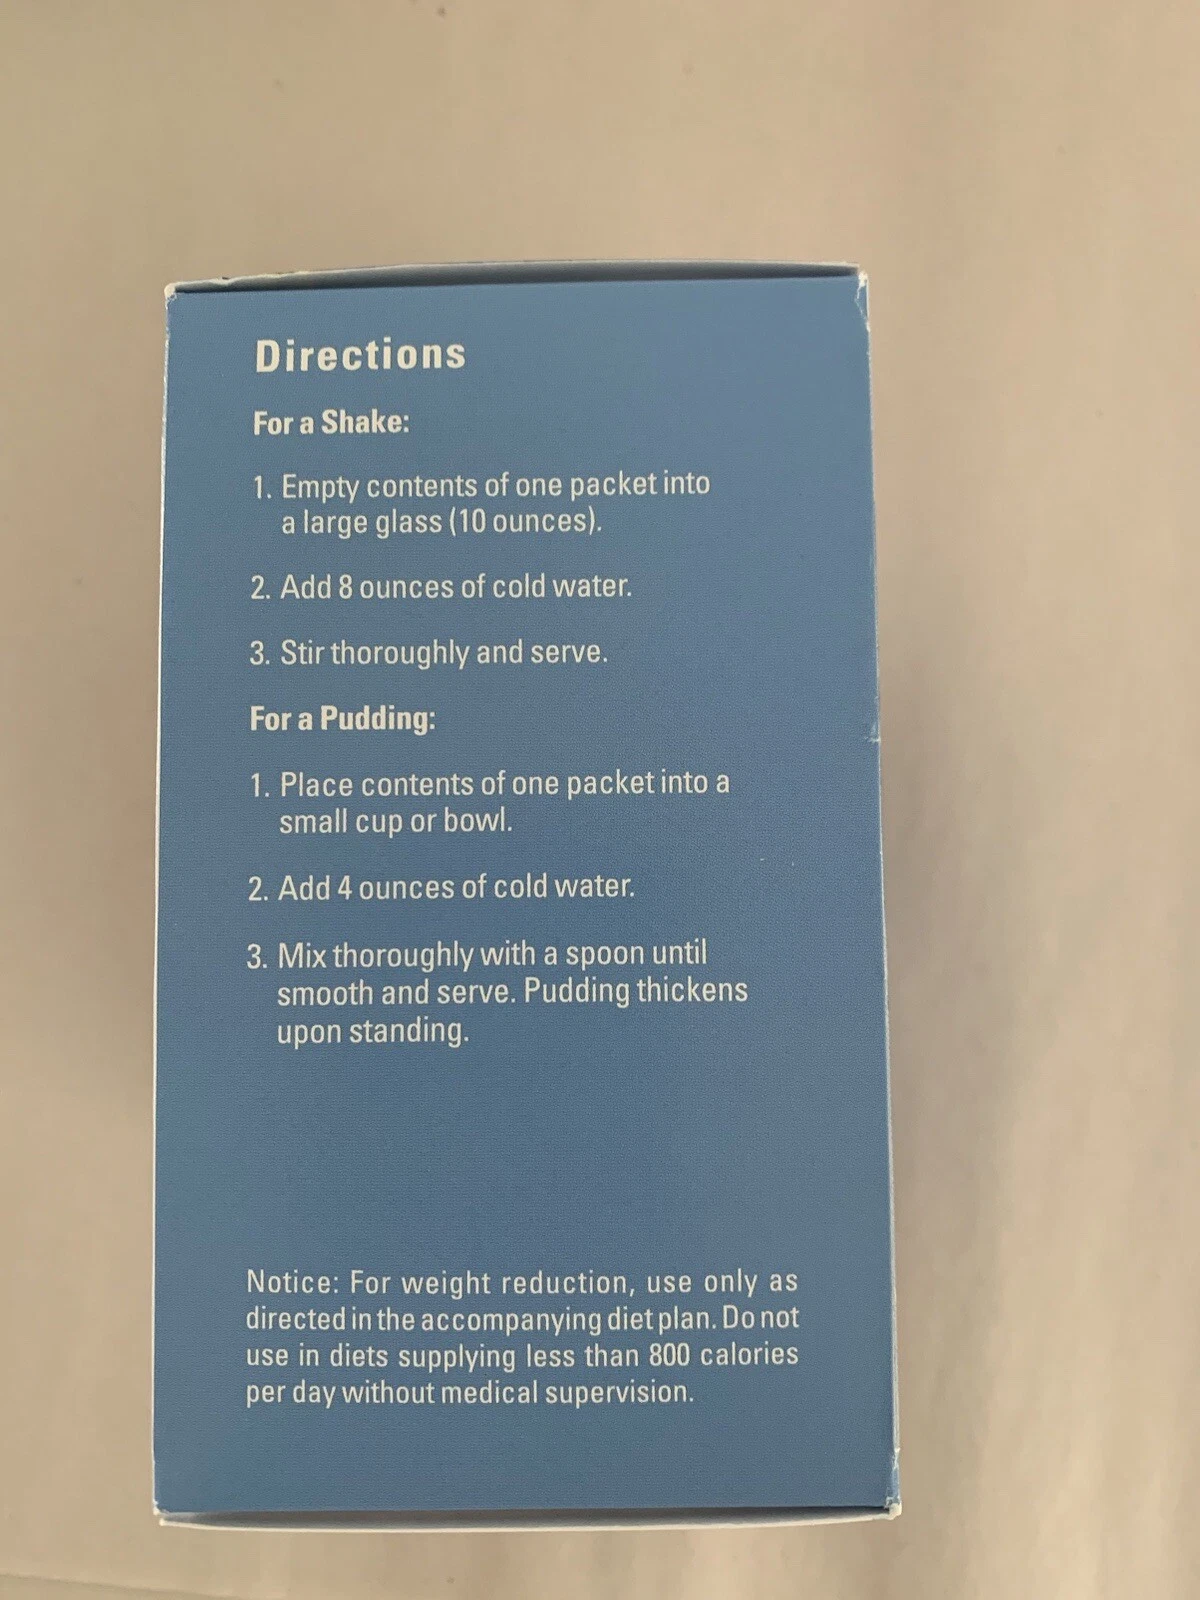 Directions
For a Shake:
1. Empty contents of one packet into
a large glass (10 ounces).
2. Add 8 ounces of cold water.
3. Stir thoroughly and serve.
For a Pudding:
1. Place contents of one packet into a
small cup or bowl.
2. Add 4 ounces of cold water.
3. Mix thoroughly with a spoon until
smooth and serve. Pudding thickens
upon standing.
Notice: For weight reduction, use only as
directed in the accompanying diet plan. Do not
use in diets supplying less than 800 calories
per day without medical supervision.